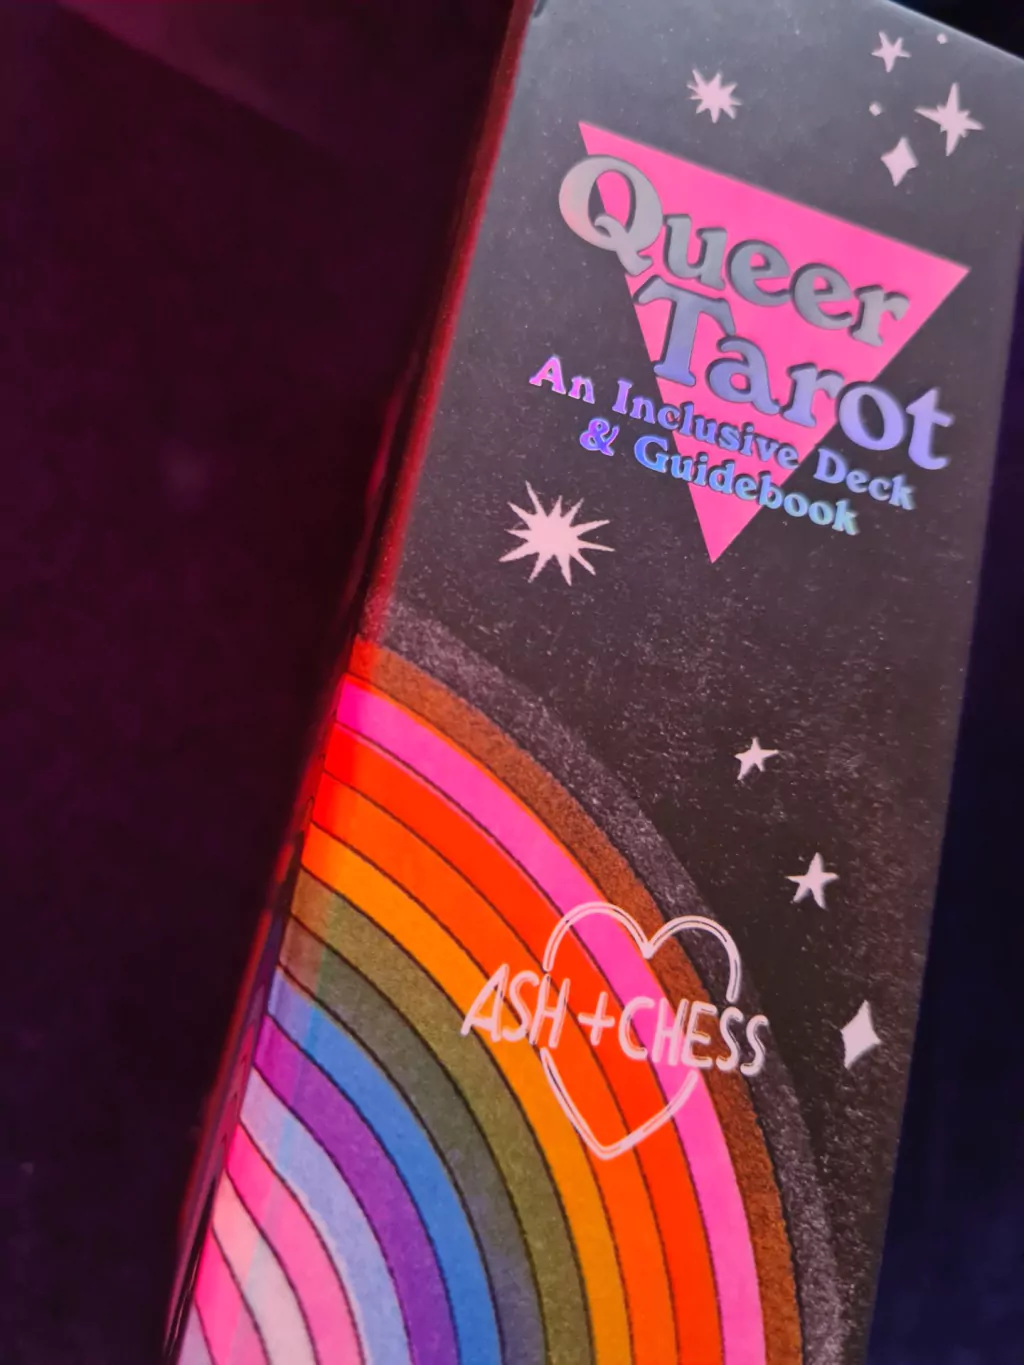 Queer
Tarot
An Inclusive Deck
& Guidebook
ASH + CHESS